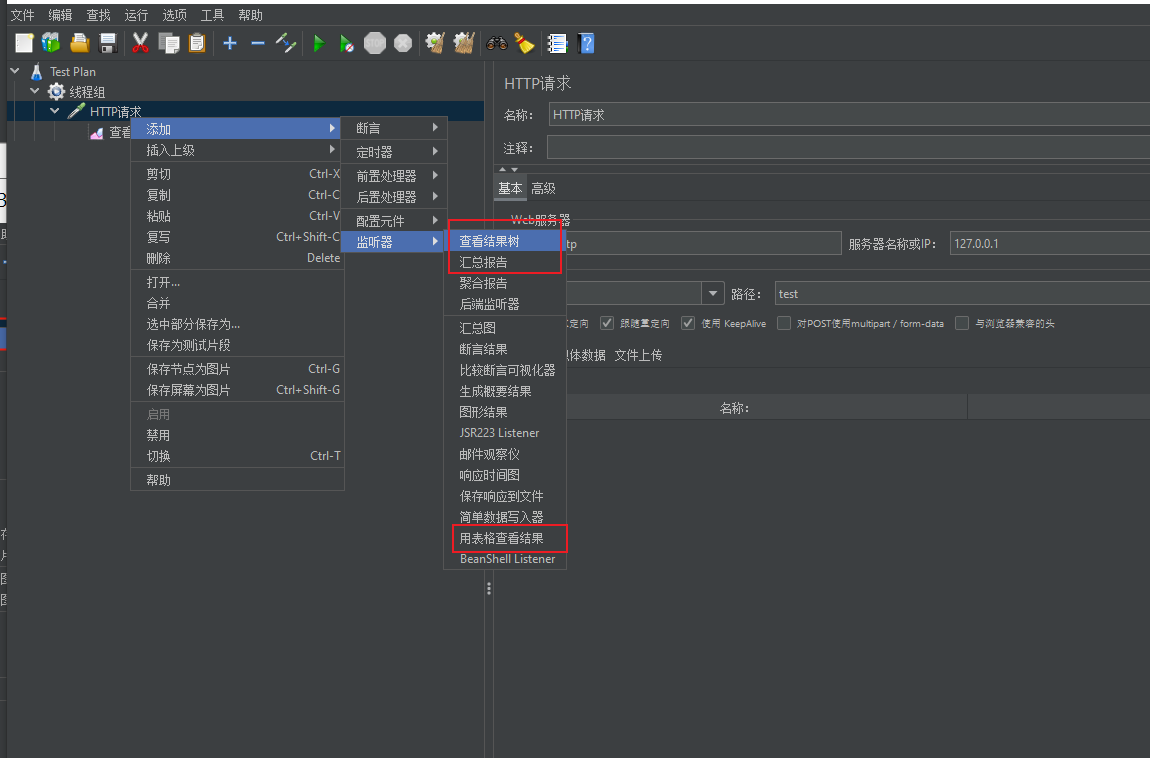 文件 编辑 查找 运行 选项 工具 帮助
STOP
Test Plan
线程组
HTTP请求
查看
添加
插入上级
剪切 Ctrl-X
复制 Ctrl-C
粘贴 Ctrl-V
复写 Ctrl+Shift-C
删除 Delete
打开...
合并
选中部分保存为...
保存为测试片段
保存节点为图片 Ctrl-G
保存屏幕为图片 Ctrl+Shift-G
启用
禁用
切换 Ctrl-T
帮助
断言
定时器
前置处理器
后置处理器
配置元件
监听器
查看结果树
汇总报告
聚合报告
后端监听器
汇总图
断言结果
比较断言可视化器
生成概要结果
图形结果
JSR223 Listener
邮件观察仪
响应时间图
保存响应到文件
简单数据写入器
用表格查看结果
BeanShell Listener
HTTP请求
名称： HTTP请求
注释：
基本 高级
Web服务器
tp 服务器名称或IP： 127.0.0.1
路径： test
定向 跟随重定向 使用 KeepAlive 对POST使用multipart / form-data 与浏览器兼容的头
体数据 文件上传
名称：